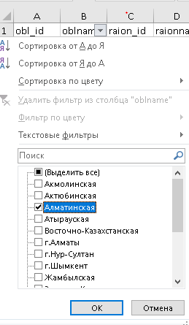 A B C D
1 obl_id oblname raion_id raionna
Сортировка от А до Я
Сортировка от Я до А
Сортировка по цвету
Удалить фильтр из столбца "oblname"
Фильтр по цвету
Текстовые фильтры
Поиск
(Выделить все)
Акмолинская
Актюбинская
Алматинская
Атырауская
Восточно-Казахстанская
г.Алматы
г.Нур-Султан
г.Шымкент
Жамбылская
ОК Отмена